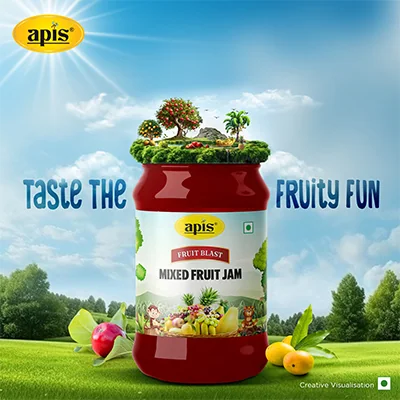 apis®
Taste The
Fruity Fun
apis®
FRUIT BLAST
MIXED FRUIT JAM
Creative Visualisation